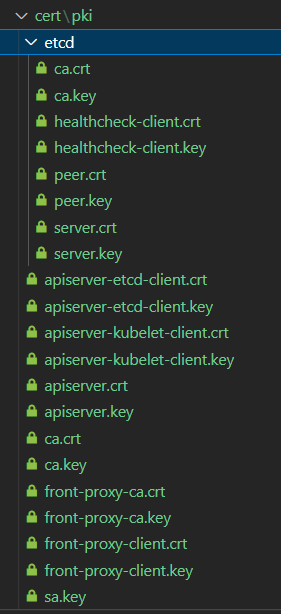 cert\pki
etcd
ca.crt
ca.key
healthcheck-client.crt
healthcheck-client.key
peer.crt
peer.key
server.crt
server.key
apiserver-etcd-client.crt
apiserver-etcd-client.key
apiserver-kubelet-client.crt
apiserver-kubelet-client.key
apiserver.crt
apiserver.key
ca.crt
ca.key
front-proxy-ca.crt
front-proxy-ca.key
front-proxy-client.crt
front-proxy-client.key
sa.key